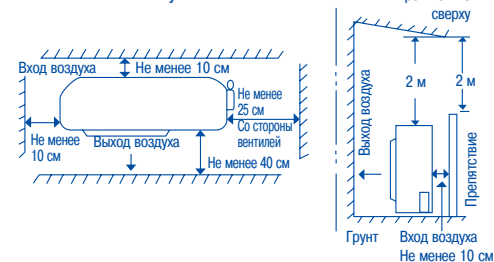 сверху
Вход воздуха
Не менее 10 см
Не менее
25 см
Со стороны
вентилей
Не менее
10 см
Выход воздуха
Не менее 40 см
2 м
2 м
Выход воздуха
Препятствие
Грунт
Вход воздуха
Не менее 10 см